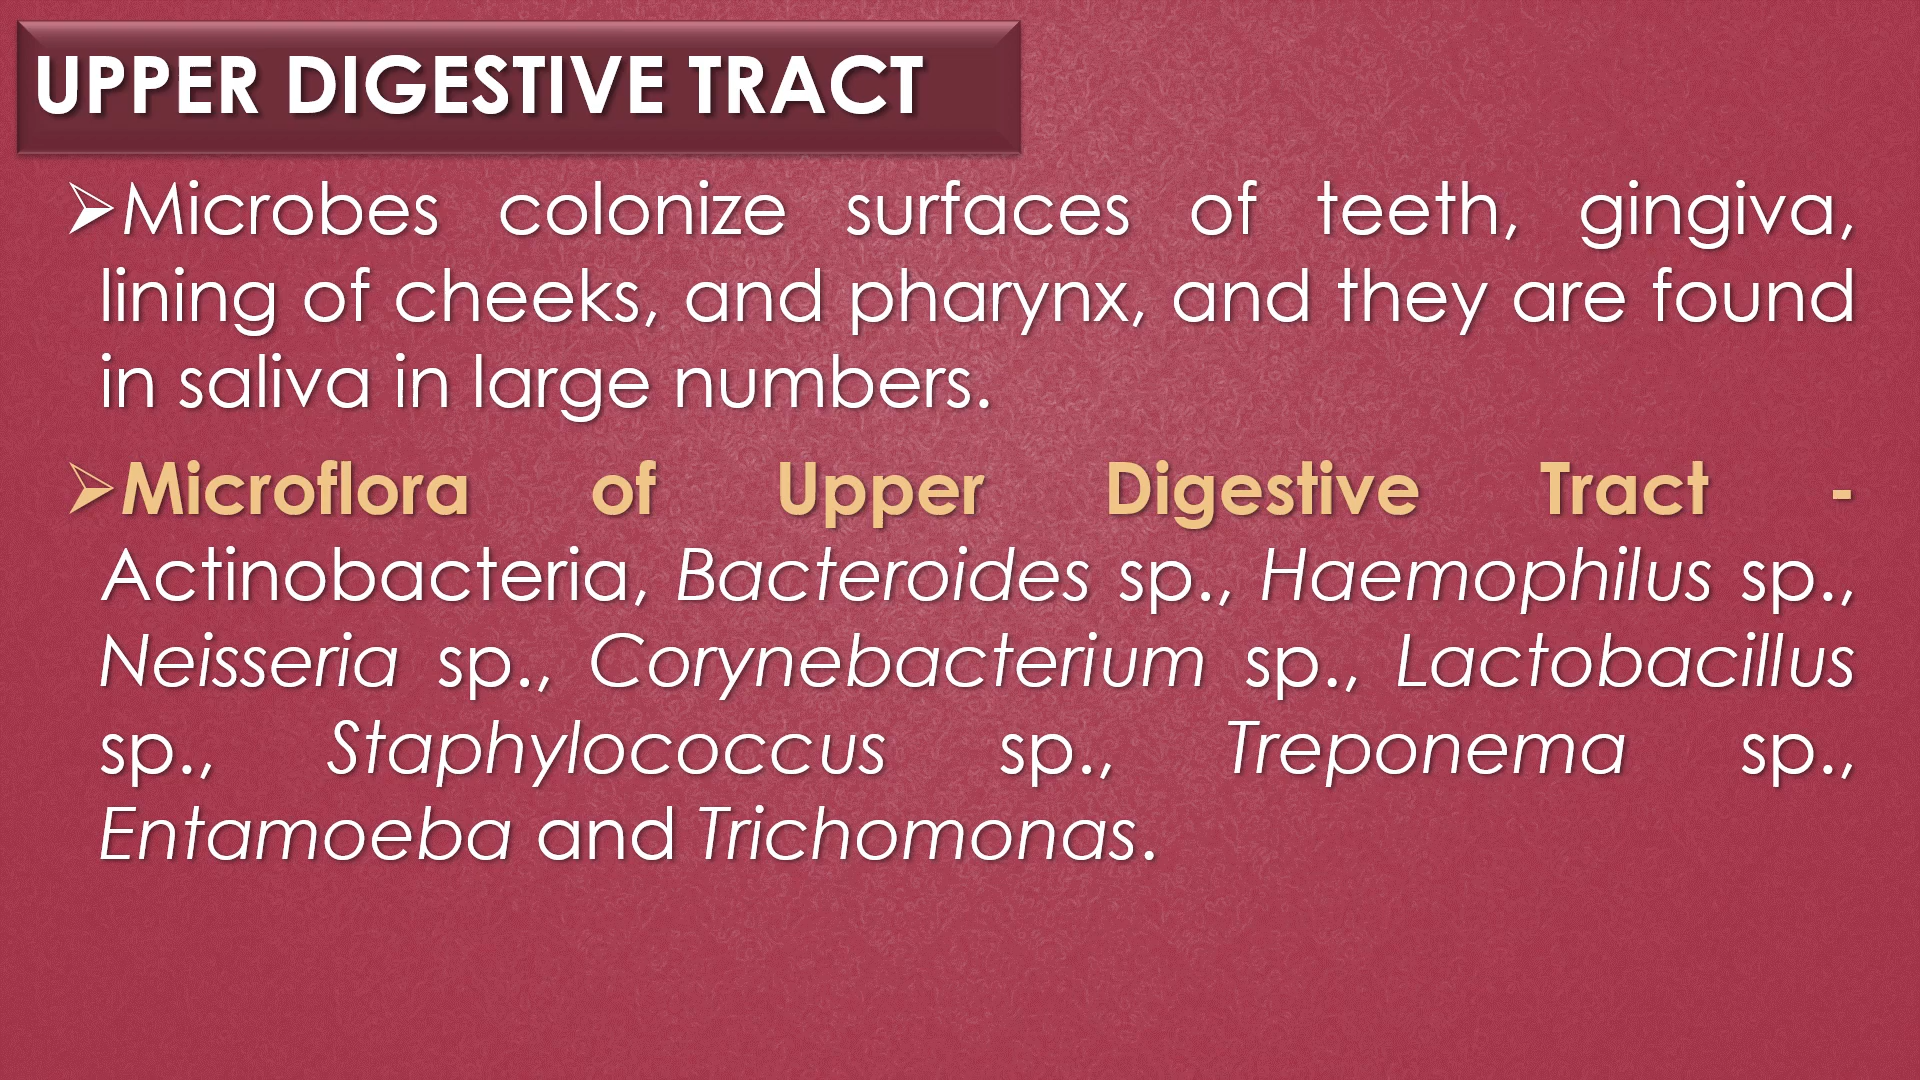 UPPER DIGESTIVE TRACT
➢Microbes colonize surfaces of teeth, gingiva,
lining of cheeks, and pharynx, and they are found
in saliva in large numbers.
➢Microflora of Upper Digestive Tract -
Actinobacteria, Bacteroides sp., Haemophilus sp.,
Neisseria sp., Corynebacterium sp., Lactobacillus
sp., Staphylococcus sp., Treponema sp.,
Entamoeba and Trichomonas.